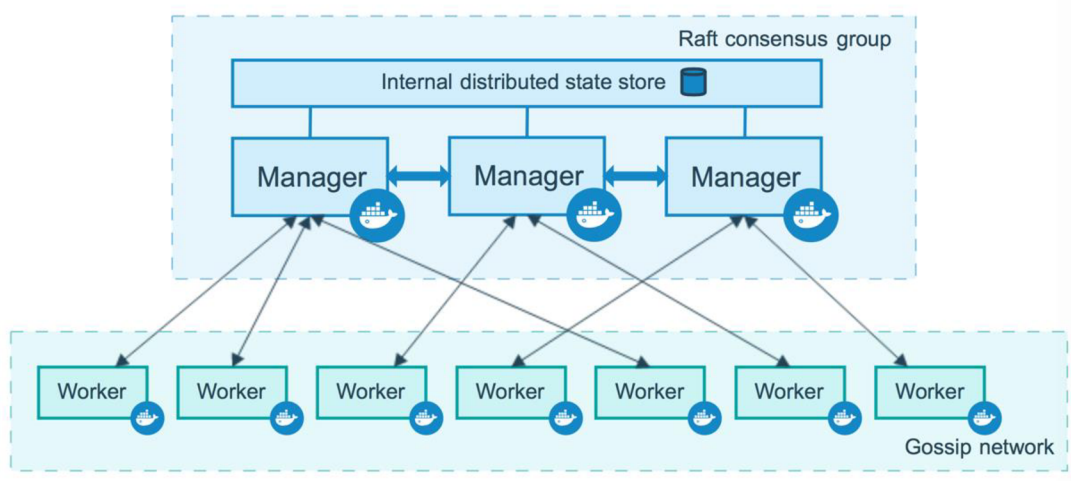 Raft consensus group
Internal distributed state store
Manager
Manager
Manager
Worker
Worker
Worker
Worker
Worker
Worker
Worker
Gossip network